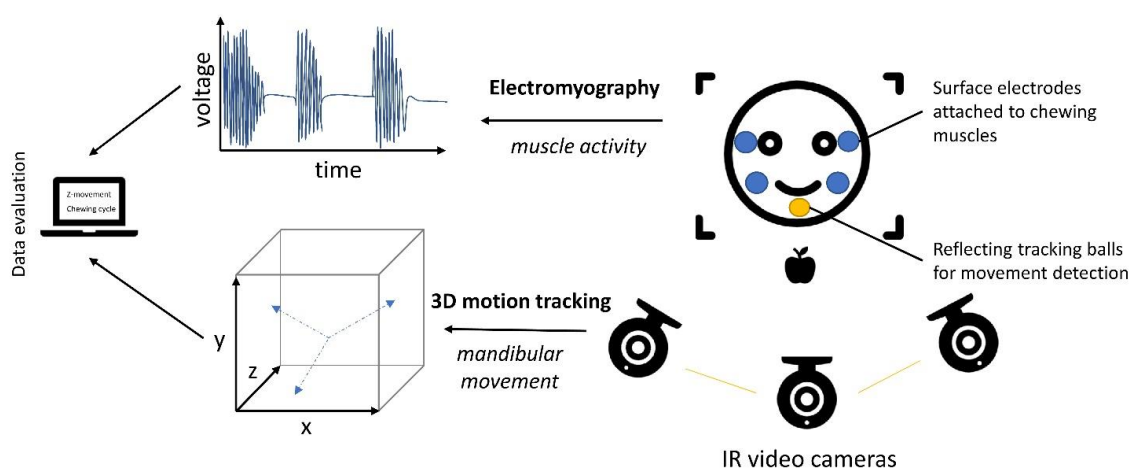 voltage
time
Electromyography
muscle activity
Surface electrodes
attached to chewing
muscles
Data evaluation
Z-movement
Chewing cycle
Reflecting tracking balls
for movement detection
3D motion tracking
mandibular
movement
y
z
x
IR video cameras